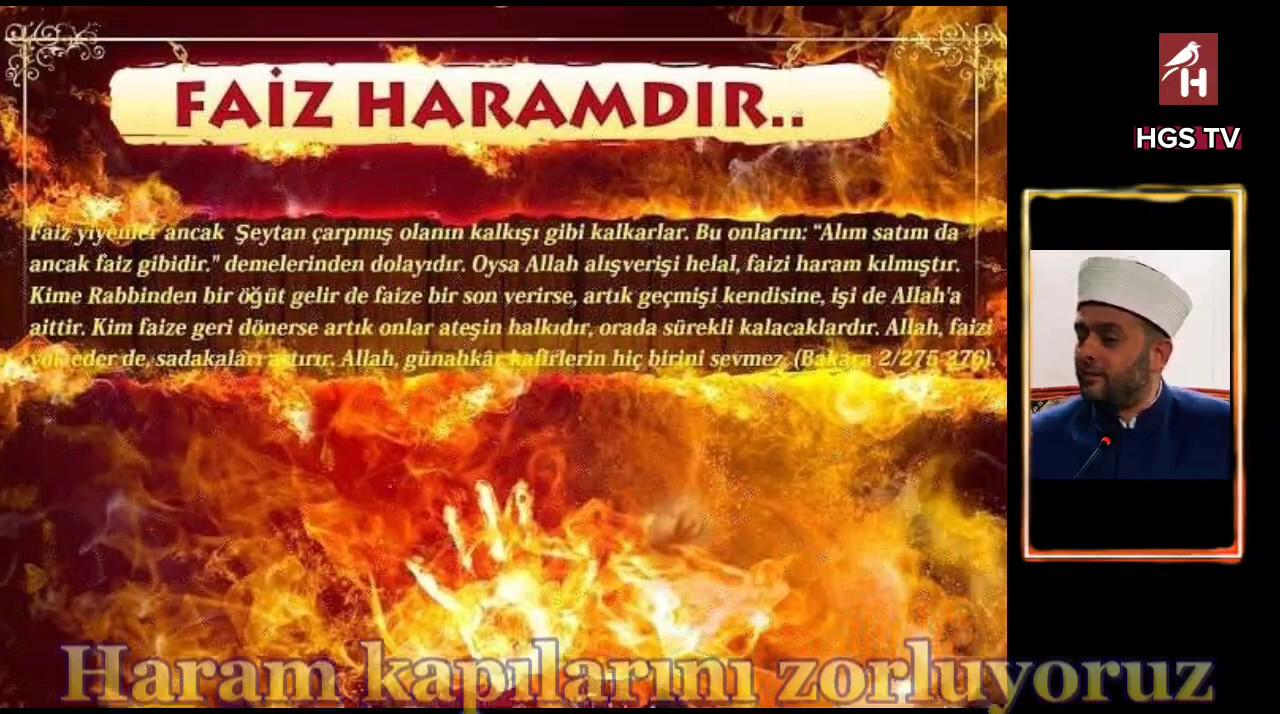 FAİZ HARAMDIR..
HGS TV
Faiz yiyenler ancak Şeytan çarpmış olanın kalkışı gibi kalkarlar. Bu onların: "Alım satım da
ancak faiz gibidir." demelerinden dolayıdır. Oysa Allah alışverişi helal, faizi haram kılmıştır.
Kime Rabbinden bir öğüt gelir de faize bir son verirse, artık geçmişi kendisine, işi de Allah'a
aittir. Kim faize geri dönerse artık onlar ateşin halkıdır, orada sürekli kalacaklardır. Allah, faizi
yok eder de, sadakaları artırır. Allah, günahkâr kafirlerin hiç birini sevmez. (Bakara 2/275-276).
Haram kapılarını zorluyoruz